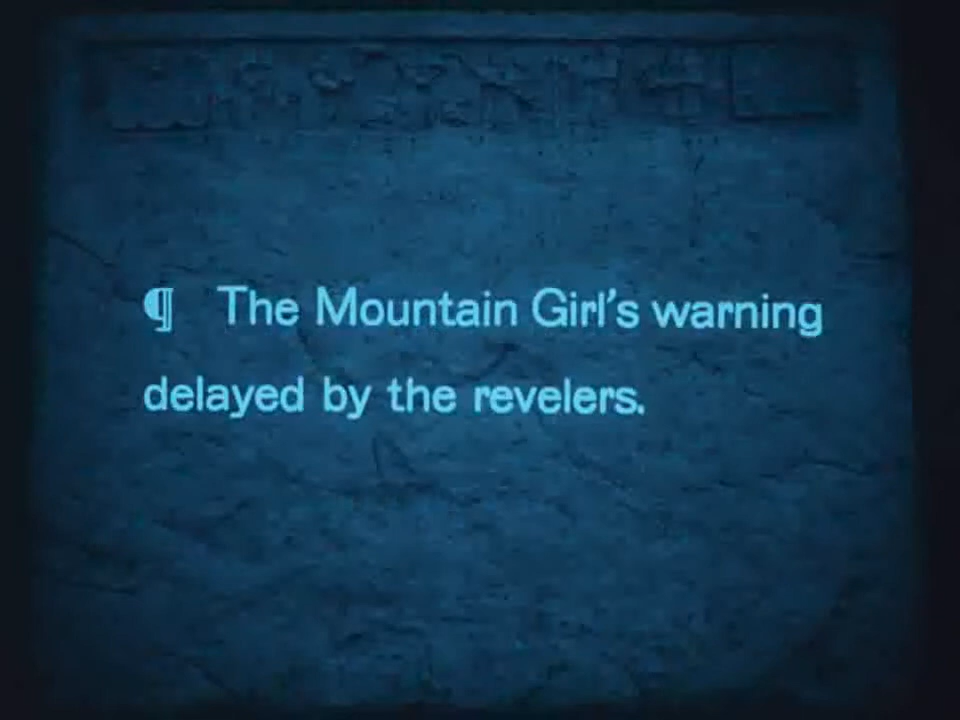 ¶ The Mountain Girl's warning
delayed by the revelers.